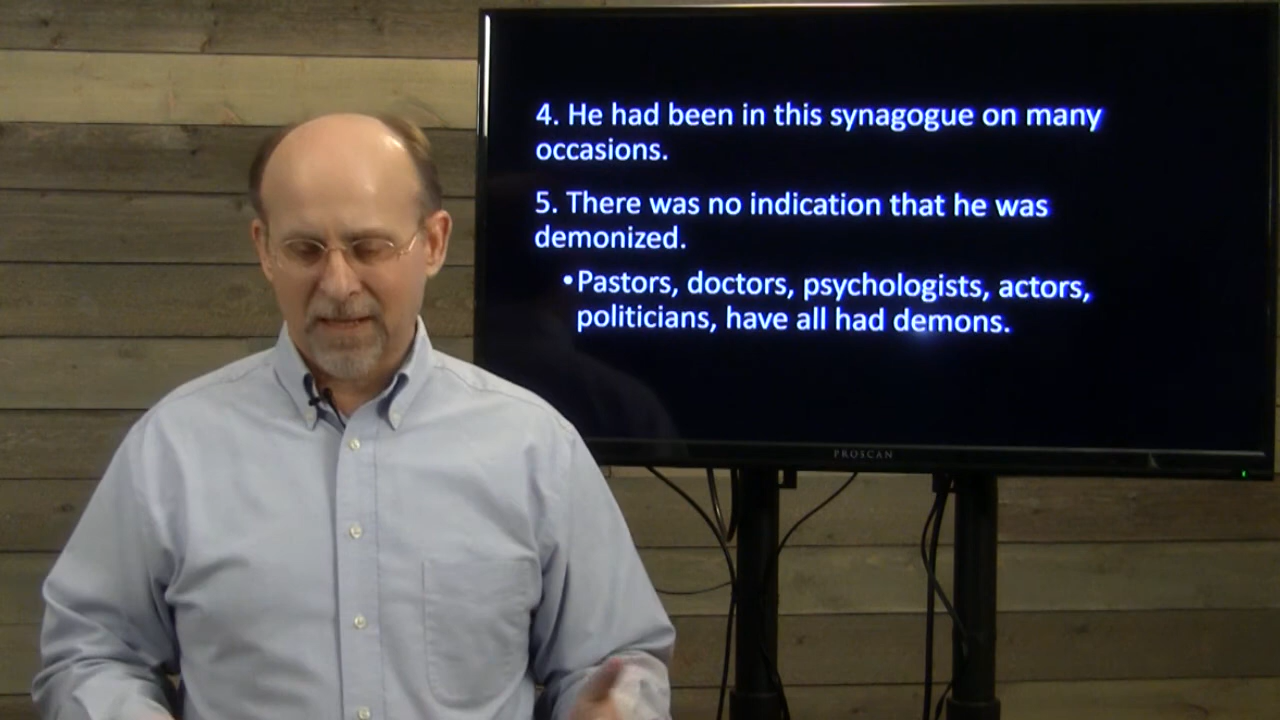 4. He had been in this synagogue on many
occasions.
5. There was no indication that he was
demonized.
•Pastors, doctors, psychologists, actors,
politicians, have all had demons.
PROSCAN